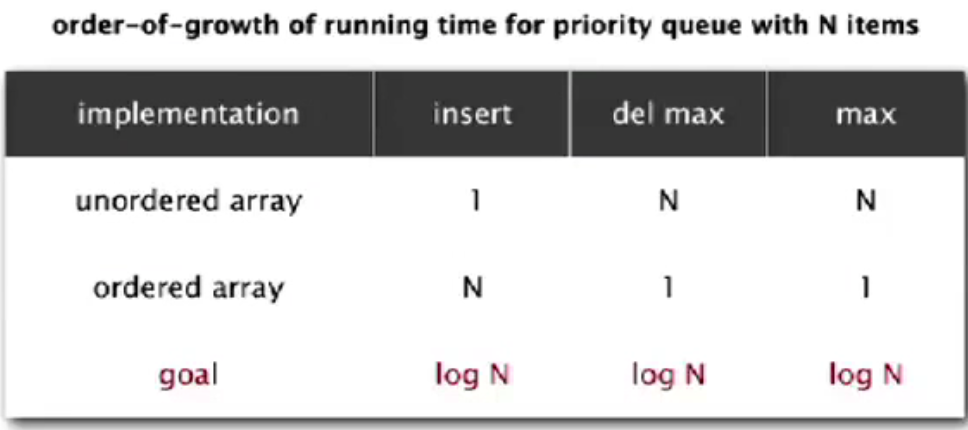 order-of-growth of running time for priority queue with N items
implementation insert del max max
unordered array 1 N N
ordered array N 1 1
goal log N log N log N